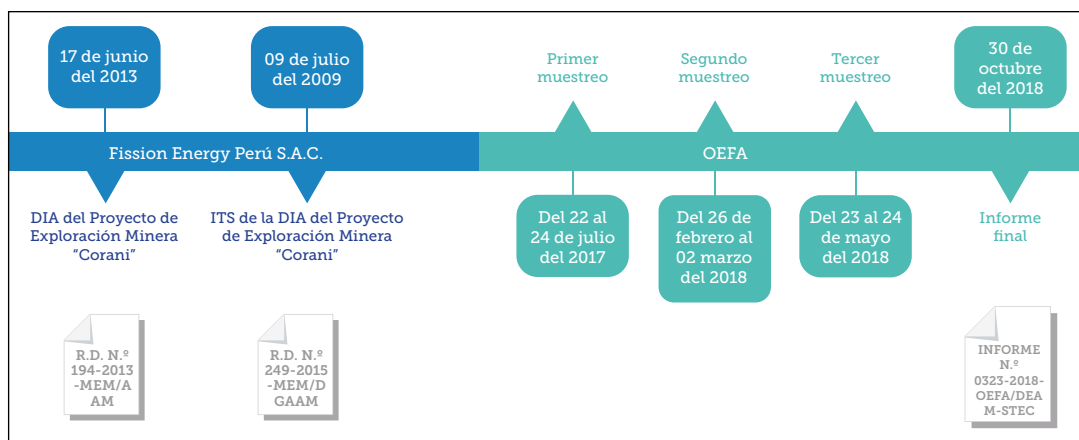 17 de junio
del 2013
09 de julio
del 2009
Primer
muestreo
Segundo
muestreo
Tercer
muestreo
30 de
octubre
del 2018
Fission Energy Perú S.A.C.
OEFA
DIA del Proyecto de
Exploración Minera
“Corani”
ITS de la DIA del Proyecto
de Exploración Minera
“Corani”
Del 22 al
24 de julio
del 2017
Del 26 de
febrero al
02 marzo
del 2018
Del 23 al 24
de mayo
del 2018
Informe
final
R.D. N.º
194-2013
-MEM/A
AM
R.D. N.º
249-2015
-MEM/D
GAAM
INFORME
N.º
0323-2018-
OEFA/DEA
M-STEC